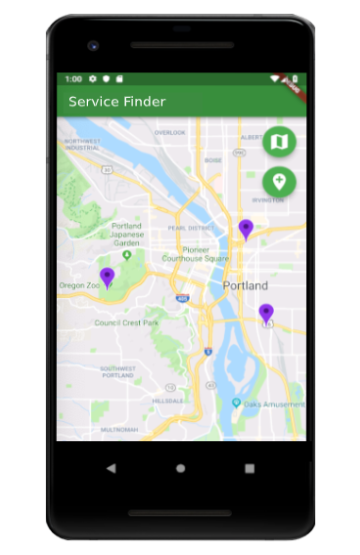 1:00
Service Finder
OVERLOOK
NORTHWEST
INDUSTRIAL
ALBERT
BOISE
IRVINGTON
Portland
Japanese
Garden
PEARL DISTRICT
Pioneer
Courthouse Square
Oregon Zoo
Portland
405
Council Crest Park
5
SOUTHWEST
PORTLAND
HILLSDALE
Oaks Amusement
MULTNOMAH